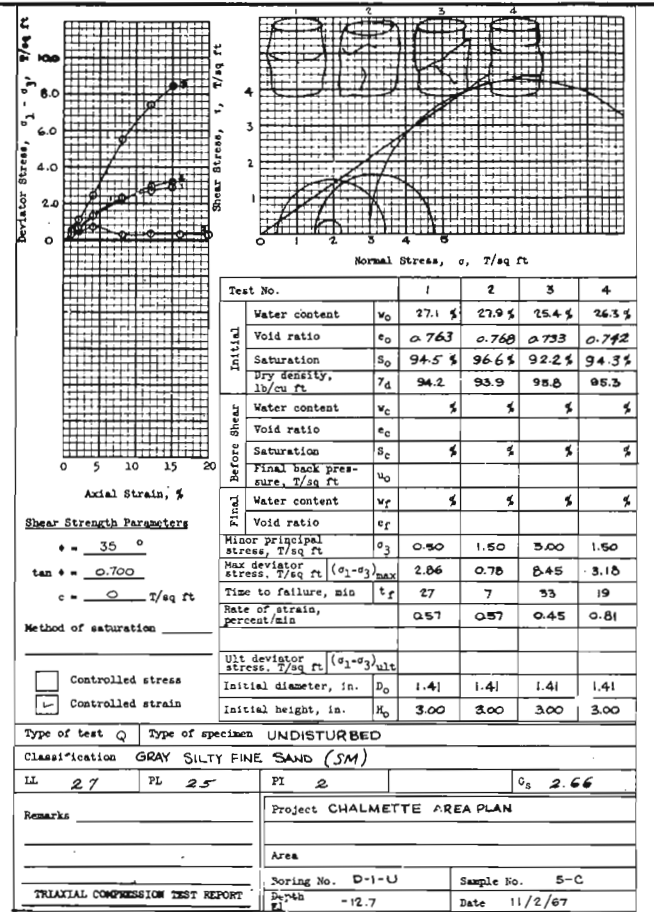 1 2 3 4
Deviator Stress, σ1 - σ3, T/sq ft
10.0
8.0
6.0
4.0
2.0
0
Shear Stress, τ, T/sq ft
4
3
2
1
0 1 2 3 4 5
Normal Stress, σ, T/sq ft
0 5 10 15 20
Axial Strain, %
Shear Strength Parameters
φ = 35 °
tan φ = 0.700
c = 0 T/sq ft
Method of saturation
Controlled stress
Controlled strain
Test No. 1 2 3 4
Initial
Water content w0 27.1 % 27.9 % 25.4 % 26.3 %
Void ratio e0 0.763 0.768 0.733 0.742
Saturation S0 94.5 % 96.6 % 92.2 % 94.3 %
Dry density, lb/cu ft γd 94.2 93.9 95.8 95.3
Before Shear
Water content wc % % % %
Void ratio ec
Saturation Sc % % % %
Final back pres-
sure, T/sq ft u0
Final
Water content wf % % % %
Void ratio ef
Minor principal
stress, T/sq ft σ3 0.50 1.50 3.00 1.50
Max deviator
stress, T/sq ft (σ1-σ3)max 2.86 0.78 8.45 3.18
Time to failure, min tf 27 7 33 19
Rate of strain,
percent/min 0.57 0.57 0.45 0.81
Ult deviator
stress, T/sq ft (σ1-σ3)ult
Initial diameter, in. D0 1.41 1.41 1.41 1.41
Initial height, in. H0 3.00 3.00 3.00 3.00
Type of test Q Type of specimen UNDISTURBED
Classification GRAY SILTY FINE SAND (SM)
LL 27 PL 25 PI 2 Gs 2.66
Remarks
Project CHALMETTE AREA PLAN
Area
Boring No. D-1-U Sample No. 5-C
Depth
El -12.7 Date 11/2/67
TRIAXIAL COMPRESSION TEST REPORT